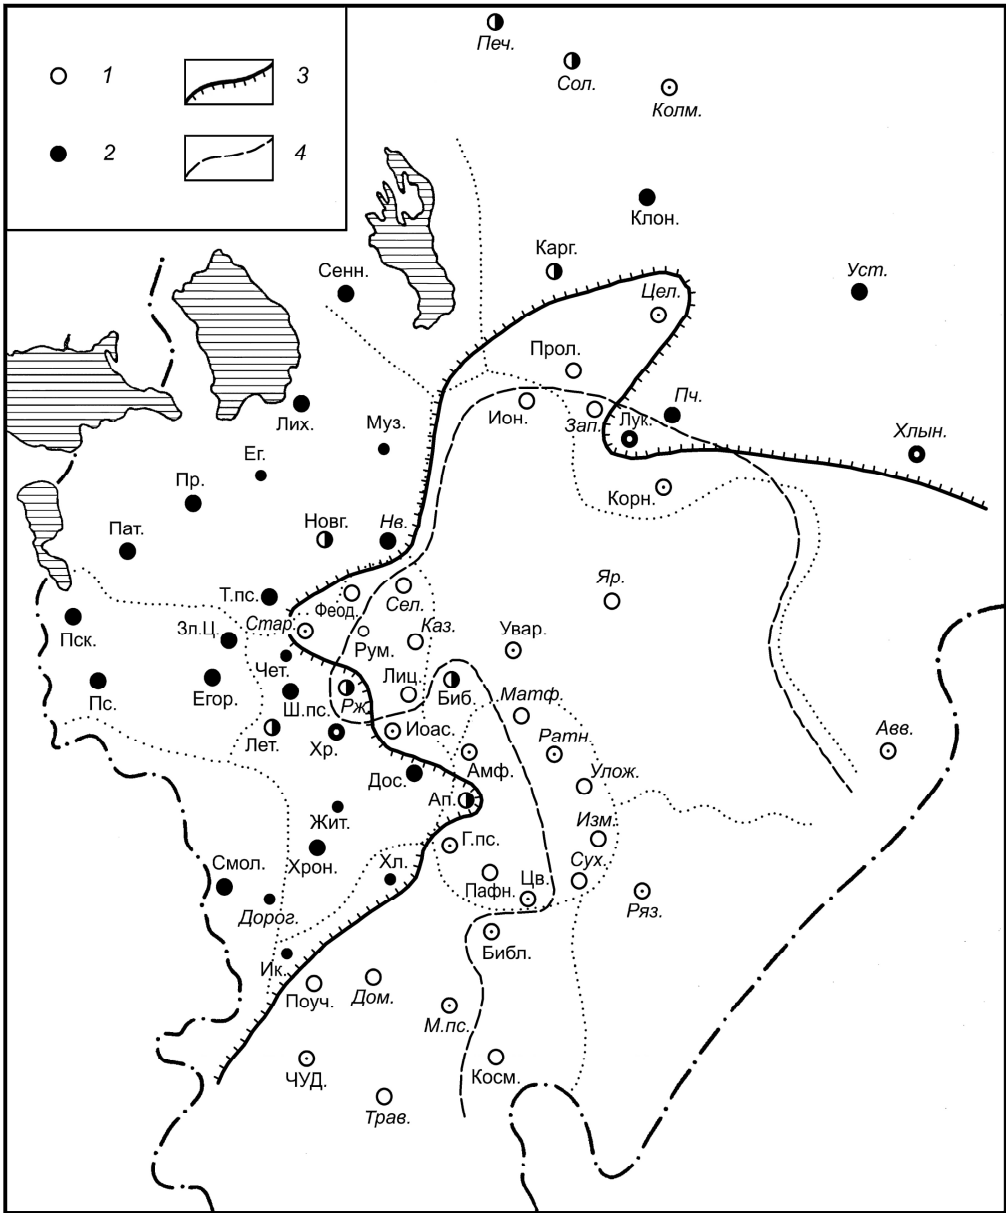 Печ.
Сол.
1 3
Колм.
2 4
Клон.
Карг.
Сенн.
Уст.
Цел.
Прол.
Пч.
Ион.
Зап.
Лук.
Лих.
Муз.
Хлын.
Ег.
Пр.
Корн.
Новг.
Нв.
Пат.
Яр.
Т.пс.
Феод.
Сел.
Стар.
Каз.
Увар.
Пск.
Зл.Ц.
Рум.
Чет.
Лиц.
Пс.
Егор.
Ш.пс.
Рж.
Биб.
Матф.
Лет.
Хр.
Иоас.
Ратн.
Авв.
Амф.
Дос.
Улож.
Ап.
Жит.
Изм.
Г.пс.
Хрон.
Сух.
Смол.
Хл.
Пафн.
Цв.
Дорог.
Ряз.
Библ.
Ик.
Поуч.
Дом.
М.пс.
ЧУД.
Косм.
Трав.